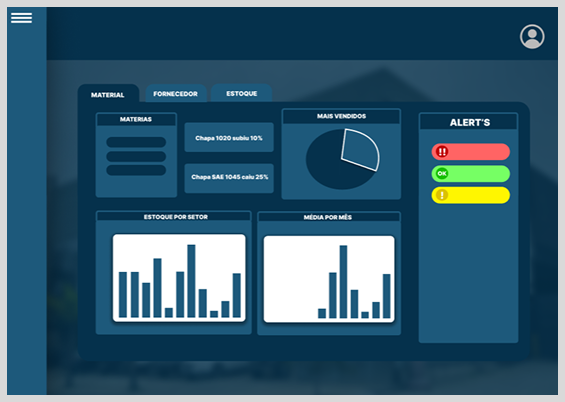 MATERIAL
FORNECEDOR
ESTOQUE
MATERIAS
Chapa 1020 subiu 10%
Chapa SAE 1045 caiu 25%
MAIS VENDIDOS
ALERT'S
!!
OK
!
ESTOQUE POR SETOR
MÉDIA POR MÊS